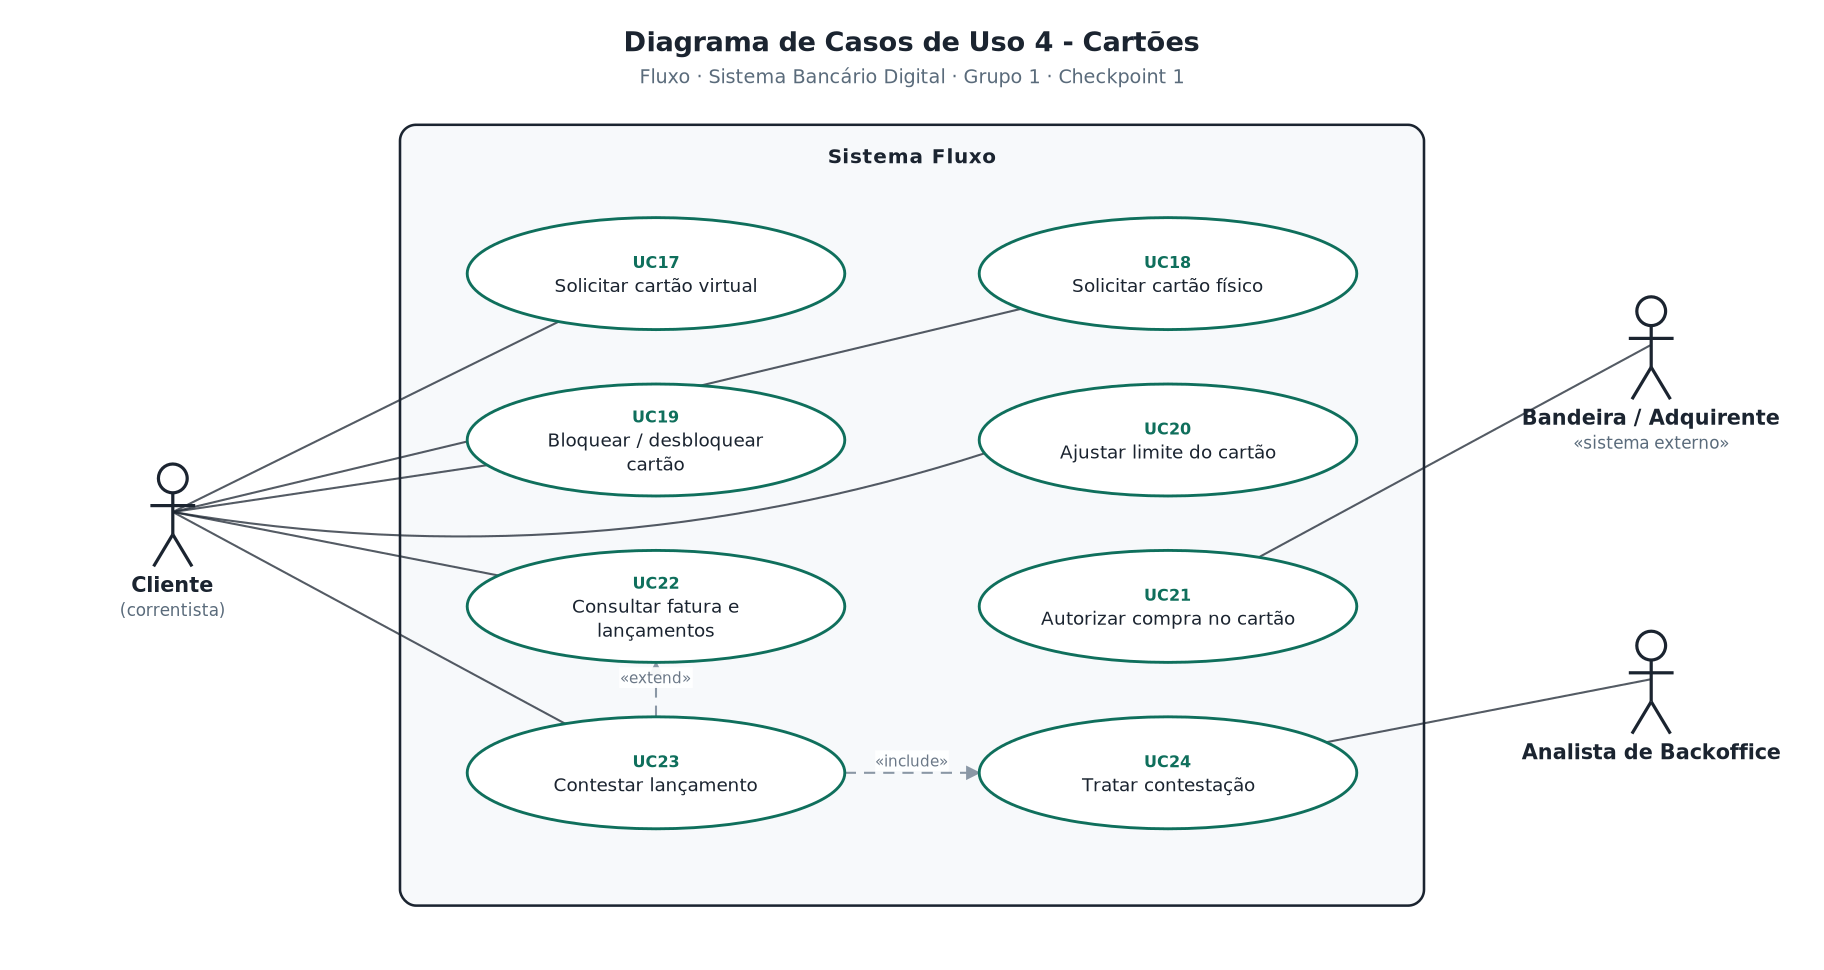 Diagrama de Casos de Uso 4 - Cartões
Fluxo · Sistema Bancário Digital · Grupo 1 · Checkpoint 1
Sistema Fluxo
UC17
Solicitar cartão virtual
UC18
Solicitar cartão físico
UC19
Bloquear / desbloquear
cartão
UC20
Ajustar limite do cartão
Bandeira / Adquirente
«sistema externo»
Cliente
(correntista)
UC22
Consultar fatura e
lançamentos
UC21
Autorizar compra no cartão
«extend»
UC23
Contestar lançamento
«include»
UC24
Tratar contestação
Analista de Backoffice